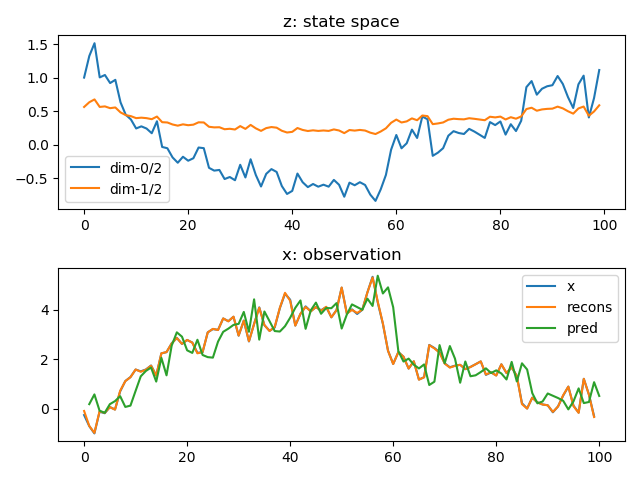 z: state space
1.5
1.0
0.5
0.0
−0.5
dim-0/2
dim-1/2
0 20 40 60 80 100
x: observation
4
2
0
x
recons
pred
0 20 40 60 80 100